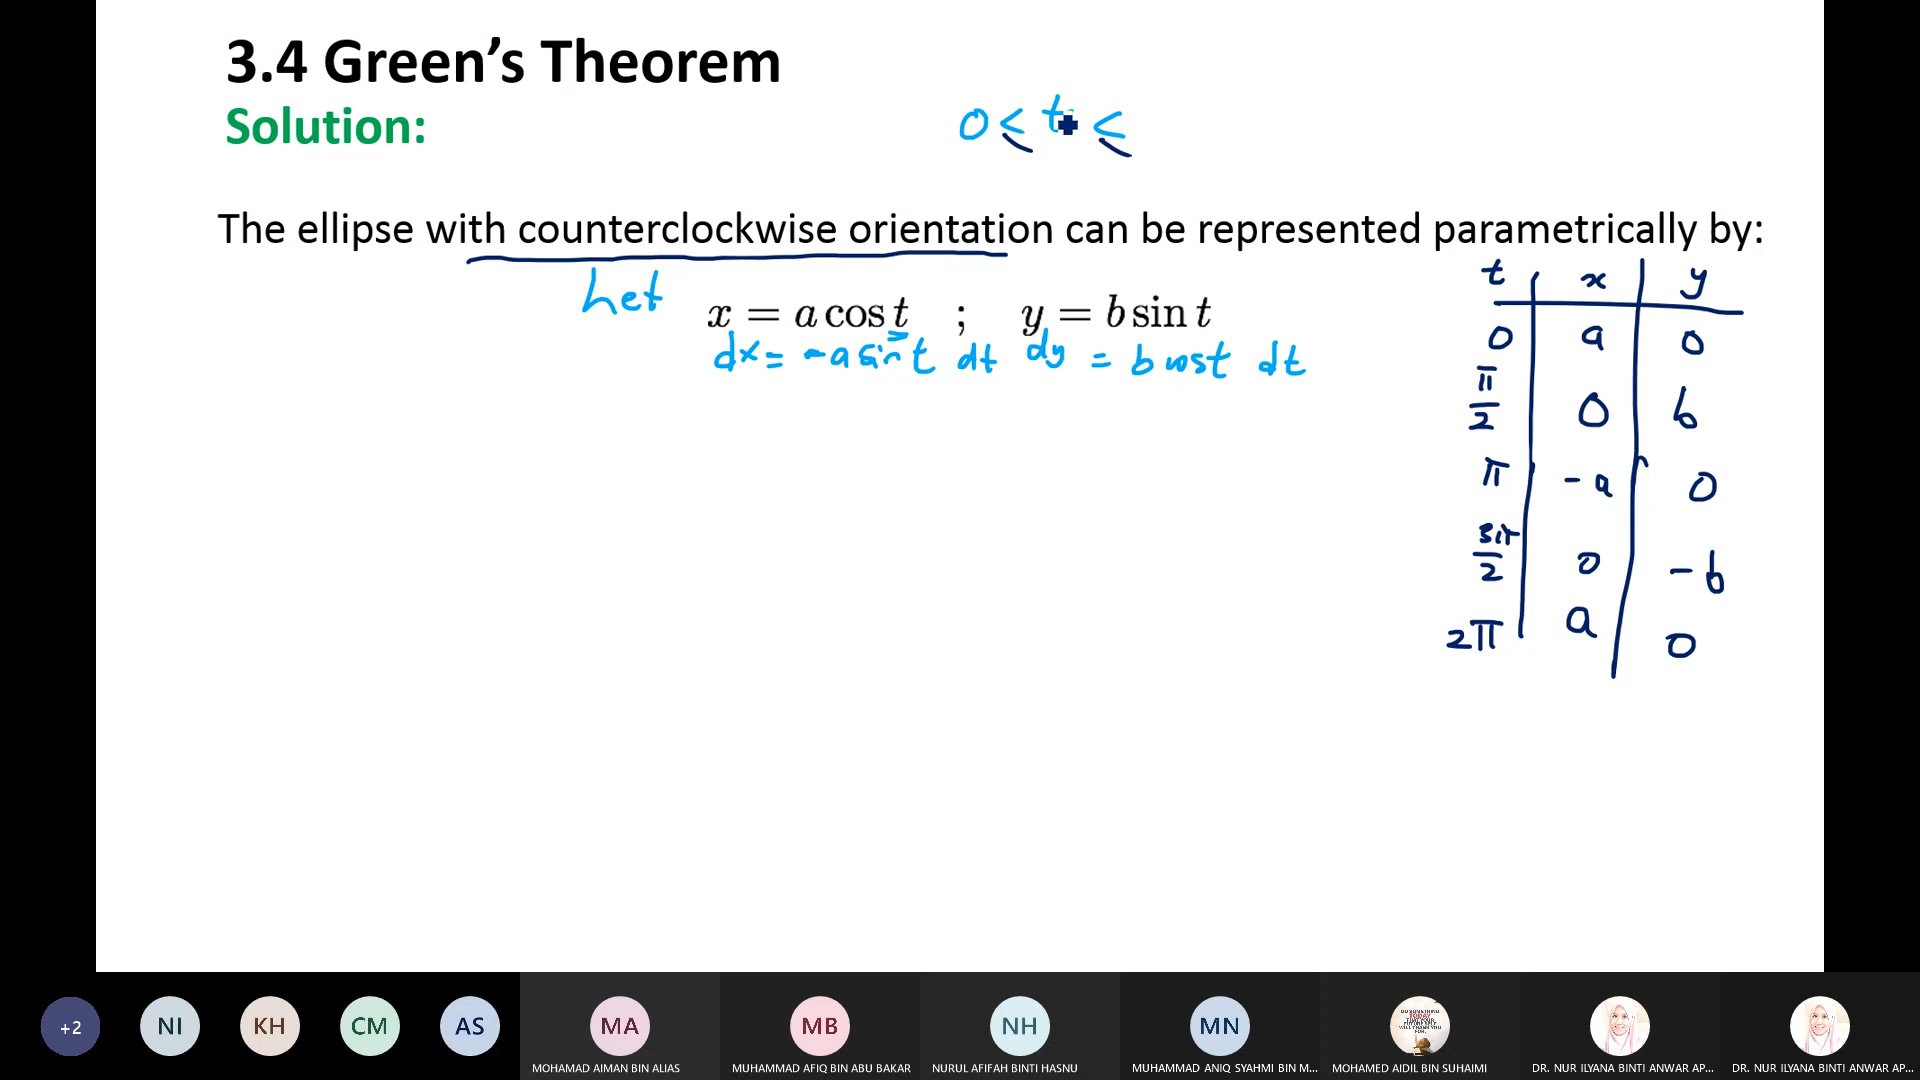 3.4 Green’s Theorem
Solution:
0 ≤ t ≤
The ellipse with counterclockwise orientation can be represented parametrically by:
Let x = a cos t ; y = b sin t
dx = -a sin t dt dy = b cos t dt
t x y
0 a 0
π/2 0 b
π -a 0
3π/2 0 -b
2π a 0
+2 NI KH CM AS MA MB NH MN
MOHAMAD AIMAN BIN ALIAS MUHAMMAD AFIQ BIN ABU BAKAR NURUL AFIFAH BINTI HASNU MUHAMMAD ANIQ SYAHMI BIN M... MOHAMED AIDIL BIN SUHAIMI DR. NUR ILYANA BINTI ANWAR AP... DR. NUR ILYANA BINTI ANWAR AP...